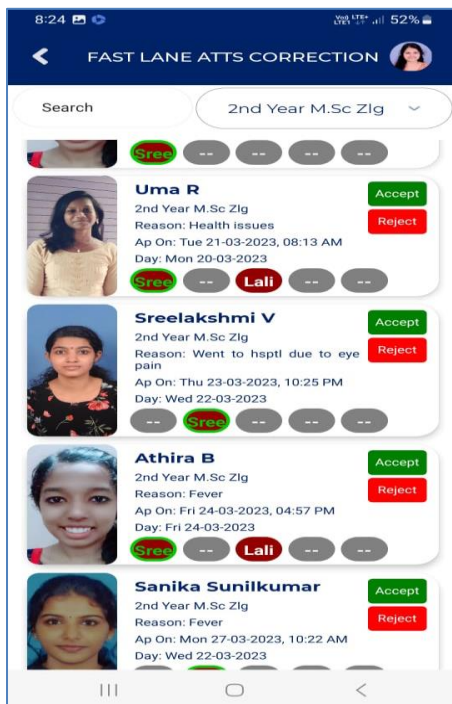 8:24 VoI) LTE+ 52%
LTE1
FAST LANE ATTS CORRECTION
Search 2nd Year M.Sc Zlg
Sree -- -- -- --
Uma R
Accept
2nd Year M.Sc Zlg
Reason: Health issues
Reject
Ap On: Tue 21-03-2023, 08:13 AM
Day: Mon 20-03-2023
Sree -- Lali -- --
Sreelakshmi V
Accept
2nd Year M.Sc Zlg
Reason: Went to hsptl due to eye
Reject
pain
Ap On: Thu 23-03-2023, 10:25 PM
Day: Wed 22-03-2023
-- Sree -- -- --
Athira B
Accept
2nd Year M.Sc Zlg
Reason: Fever
Reject
Ap On: Fri 24-03-2023, 04:57 PM
Day: Fri 24-03-2023
Sree -- Lali -- --
Sanika Sunilkumar
Accept
2nd Year M.Sc Zlg
Reason: Fever
Reject
Ap On: Mon 27-03-2023, 10:22 AM
Day: Wed 22-03-2023